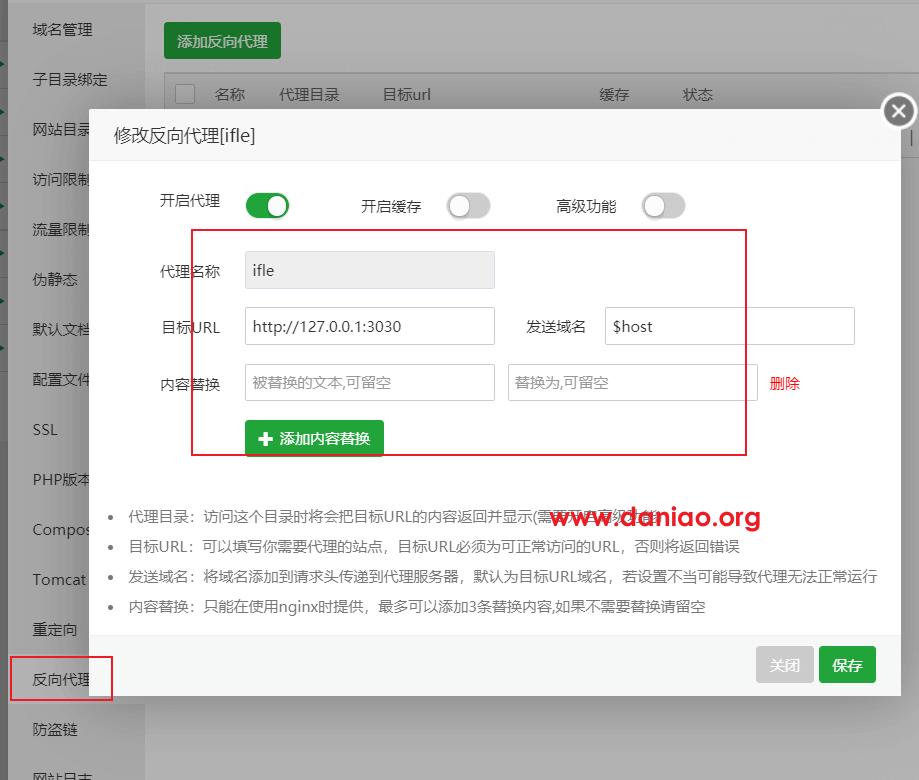 域名管理
子目录绑定
网站目录
访问限制
流量限制
伪静态
默认文档
配置文件
SSL
PHP版本
Compos
Tomcat
重定向
反向代理
防盗链
网站日志
添加反向代理
名称 代理目录 目标url 缓存 状态
修改反向代理[ifle]
开启代理 开启缓存 高级功能
代理名称 ifle
目标URL http://127.0.0.1:3030 发送域名 $host
内容替换 被替换的文本,可留空 替换为,可留空 删除
添加内容替换
代理目录：访问这个目录时将会把目标URL的内容返回并显示(需要开启高级功能)
www.daniao.org
目标URL：可以填写你需要代理的站点，目标URL必须为可正常访问的URL，否则将返回错误
发送域名：将域名添加到请求头传递到代理服务器，默认为目标URL域名，若设置不当可能导致代理无法正常运行
内容替换：只能在使用nginx时提供，最多可以添加3条替换内容,如果不需要替换请留空
关闭 保存